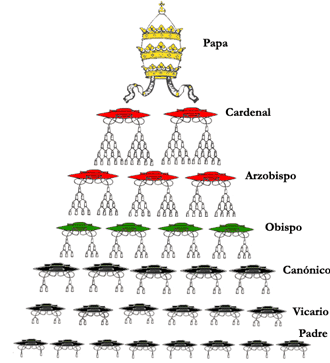 Papa
Cardenal
Arzobispo
Obispo
Canónico
Vicario
Padre